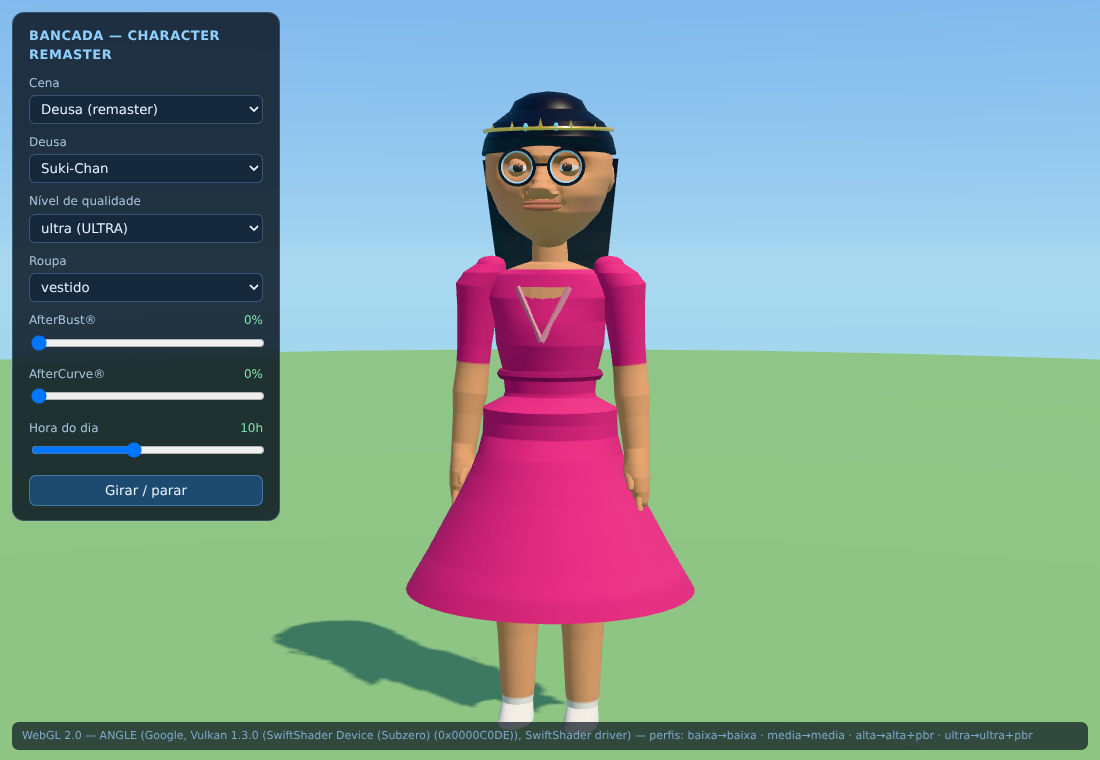 BANCADA — CHARACTER
REMASTER
Cena
Deusa (remaster)
Deusa
Suki-Chan
Nível de qualidade
ultra (ULTRA)
Roupa
vestido
AfterBust® 0%
AfterCurve® 0%
Hora do dia 10h
Girar / parar
WebGL 2.0 — ANGLE (Google, Vulkan 1.3.0 (SwiftShader Device (Subzero) (0x0000C0DE)), SwiftShader driver) — perfis: baixa→baixa · media→media · alta→alta+pbr · ultra→ultra+pbr